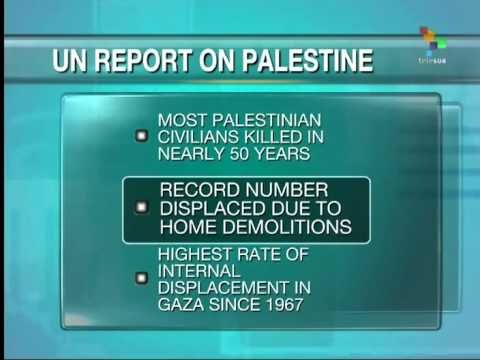 teleSUR
UN REPORT ON PALESTINE
MOST PALESTINIAN
CIVILIANS KILLED IN
NEARLY 50 YEARS
RECORD NUMBER
DISPLACED DUE TO
HOME DEMOLITIONS
HIGHEST RATE OF
INTERNAL
DISPLACEMENT IN
GAZA SINCE 1967